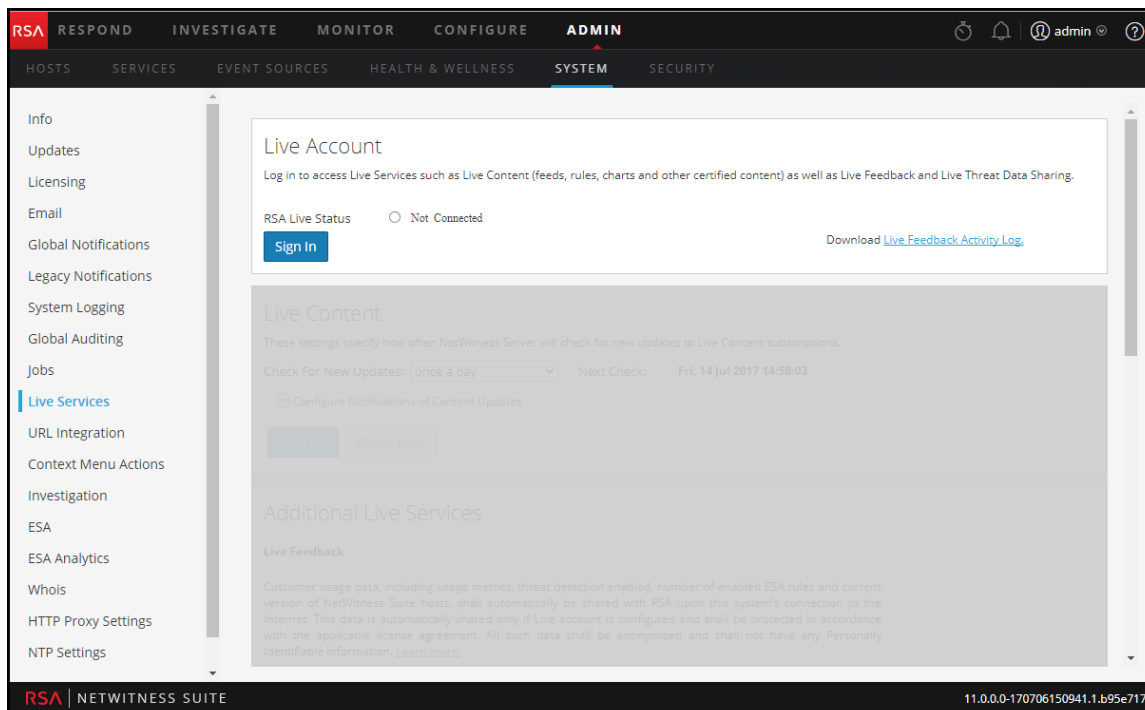 RSA RESPOND INVESTIGATE MONITOR CONFIGURE ADMIN admin
HOSTS SERVICES EVENT SOURCES HEALTH & WELLNESS SYSTEM SECURITY
Info
Updates
Licensing
Email
Global Notifications
Legacy Notifications
System Logging
Global Auditing
Jobs
Live Services
URL Integration
Context Menu Actions
Investigation
ESA
ESA Analytics
Whois
HTTP Proxy Settings
NTP Settings
Live Account
Log in to access Live Services such as Live Content (feeds, rules, charts and other certified content) as well as Live Feedback and Live Threat Data Sharing.
RSA Live Status Not Connected
Sign In
Download Live Feedback Activity Log.
Live Content
These settings specify how often NetWitness Server will check for new updates to Live Content subscriptions.
Check For New Updates: once a day Next Check: Fri, 14 Jul 2017 14:58:03
Configure Notifications of Content Updates
Check Now
Additional Live Services
Live Feedback
Customer usage data, including usage metrics, threat detection enabled, number of enabled ESA rules and current
version of NetWitness Suite hosts, shall automatically be shared with RSA upon this system's connection to the
Internet. This data is automatically shared only if Live account is configured and shall be protected in accordance
with the applicable license agreement. All such data shall be anonymized and shall not have any Personally
Identifiable Information. Learn more.
RSA NETWITNESS SUITE
11.0.0.0-170706150941.1.b95e717